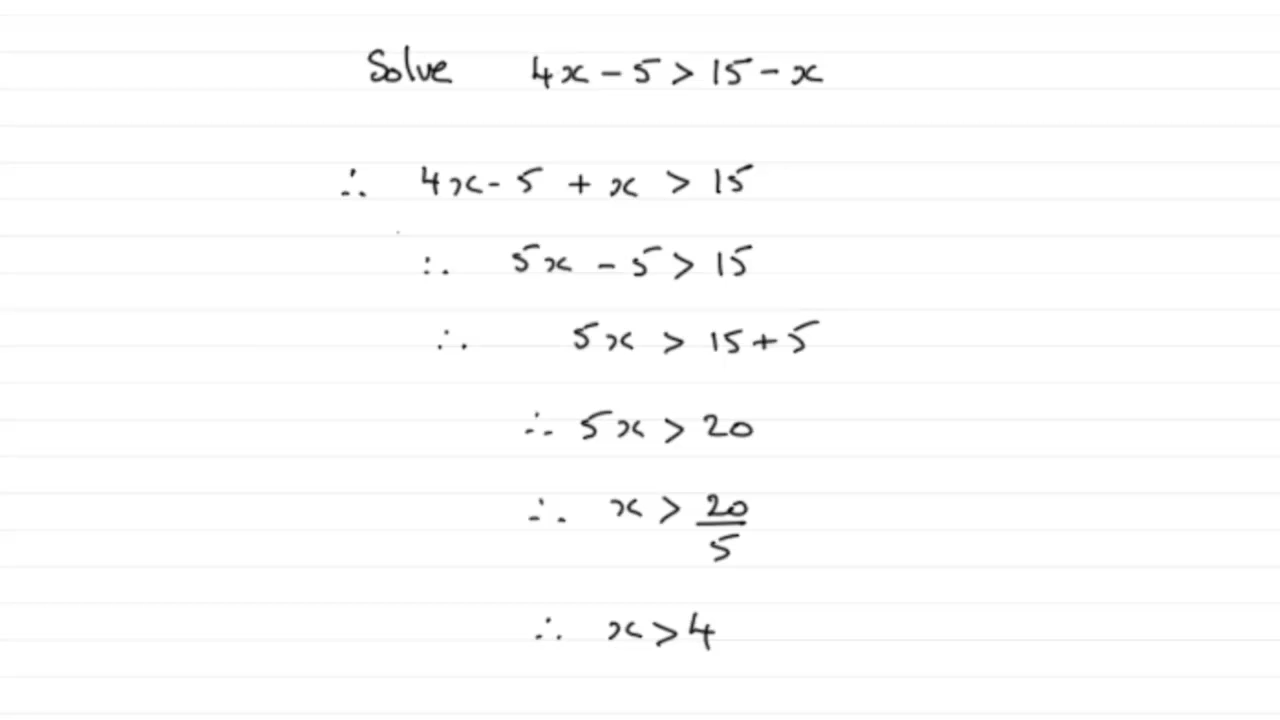 Solve 4x - 5 > 15 - x
∴ 4x - 5 + x > 15
∴ 5x - 5 > 15
∴ 5x > 15 + 5
∴ 5x > 20
∴ x > 20/5
∴ x > 4